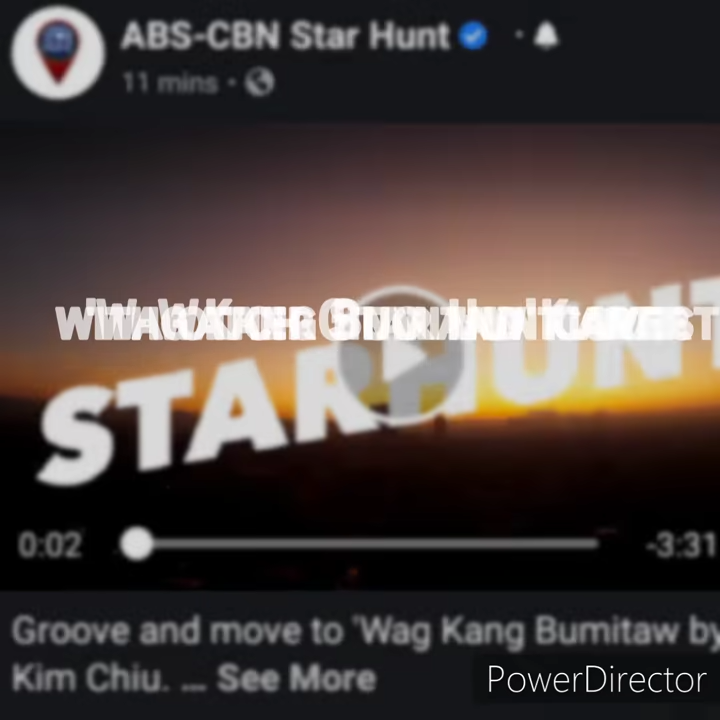 ABS-CBN Star Hunt
11 mins
STARHUNT
0:02
-3:31
Groove and move to 'Wag Kang Bumitaw by
Kim Chiu. ... See More
PowerDirector